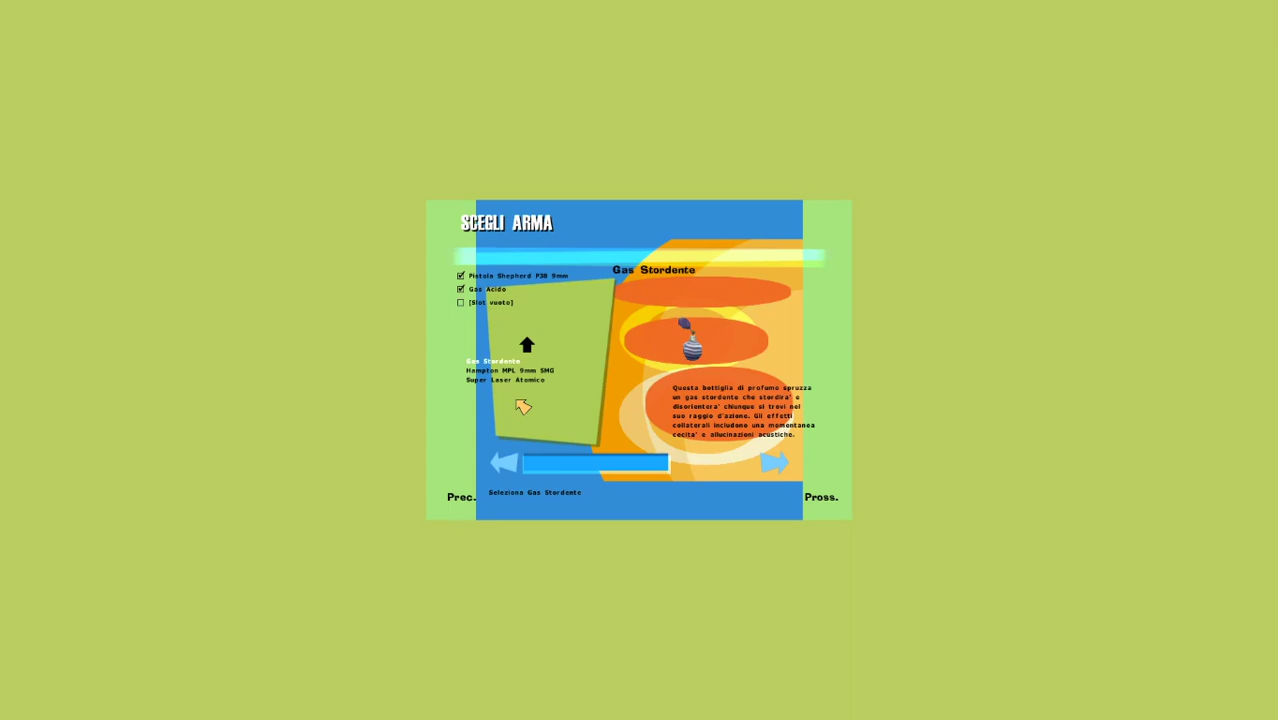 SCEGLI ARMA
Gas Stordente
Pistola Shepherd P38 9mm
Gas Acido
[Slot vuoto]
Gas Stordente
Hampton MPL 9mm SMG
Super Laser Atomico
Questa bottiglia di profumo spruzza
un gas stordente che stordira' e
disorientera' chiunque si trovi nel
suo raggio d'azione. Gli effetti
collaterali includono una momentanea
cecita' e allucinazioni acustiche.
Seleziona Gas Stordente
Prec.
Pross.